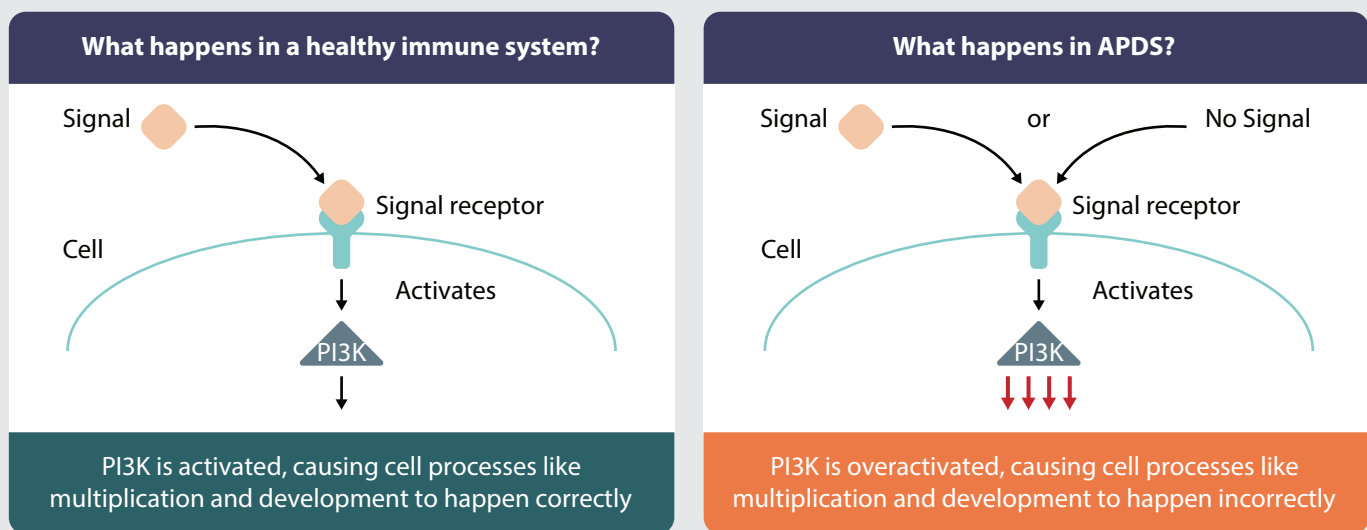 What happens in a healthy immune system?
Signal
Signal receptor
Cell
Activates
PI3K
PI3K is activated, causing cell processes like
multiplication and development to happen correctly
What happens in APDS?
Signal
or
No Signal
Signal receptor
Cell
Activates
PI3K
PI3K is overactivated, causing cell processes like
multiplication and development to happen incorrectly